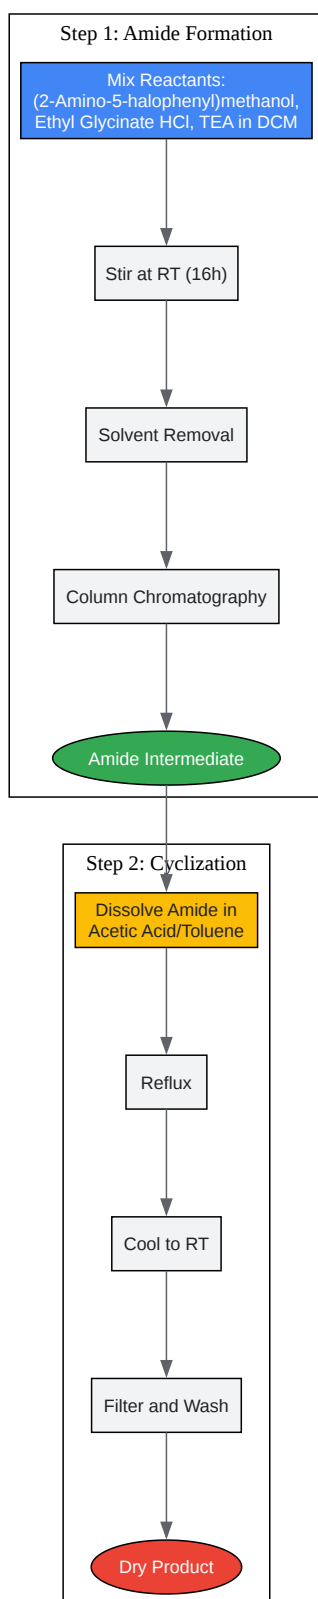 Step 1: Amide Formation
Mix Reactants:
(2-Amino-5-halophenyl)methanol,
Ethyl Glycinate HCl, TEA in DCM
Stir at RT (16h)
Solvent Removal
Column Chromatography
Amide Intermediate
Step 2: Cyclization
Dissolve Amide in
Acetic Acid/Toluene
Reflux
Cool to RT
Filter and Wash
Dry Product